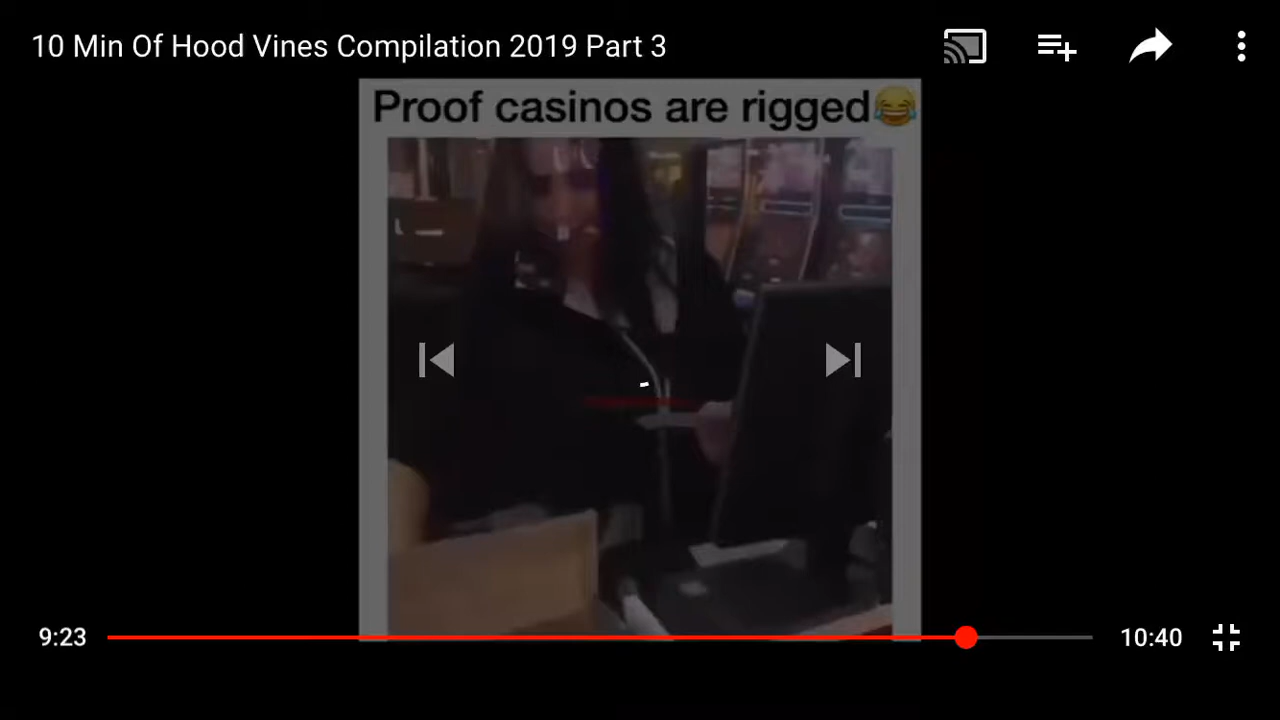 10 Min Of Hood Vines Compilation 2019 Part 3
Proof casinos are rigged😂
9:23
10:40